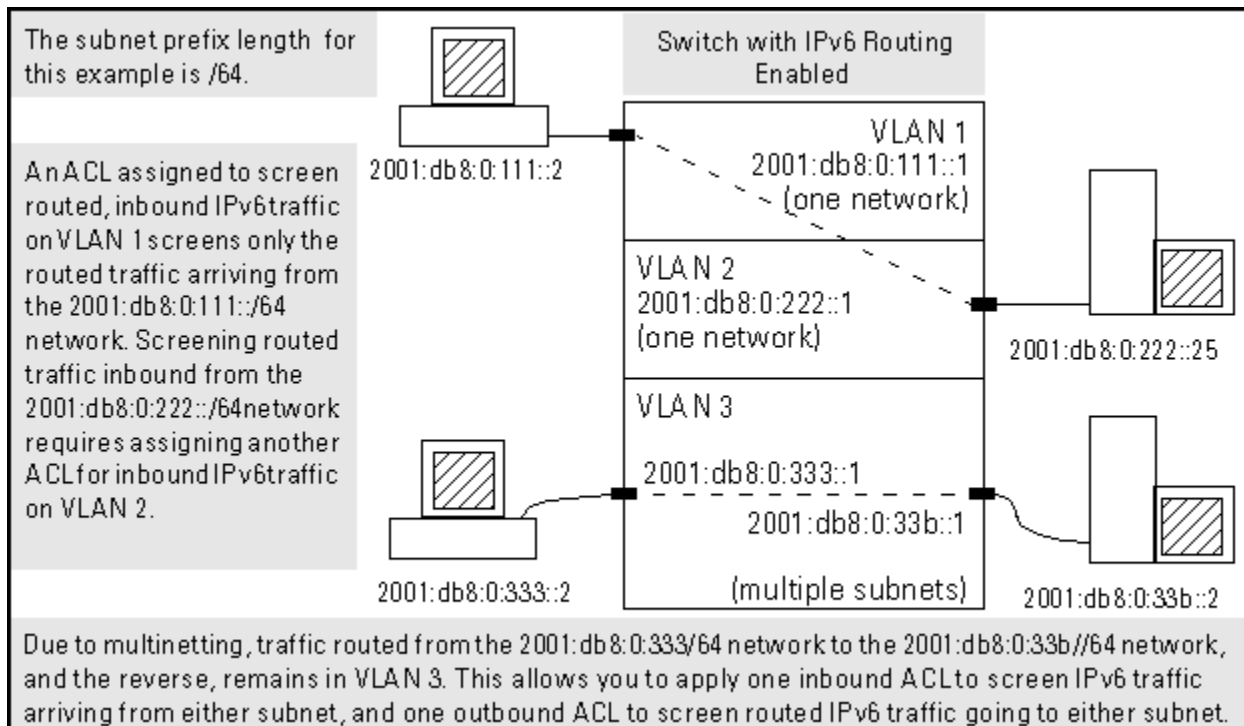 The subnet prefix length for
this example is /64.
An ACL assigned to screen
routed, inbound IPv6 traffic
on VLAN 1 screens only the
routed traffic arriving from
the 2001:db8:0:111::/64
network. Screening routed
traffic inbound from the
2001:db8:0:222::/64 network
requires assigning another
ACL for inbound IPv6 traffic
on VLAN 2.
2001:db8:0:111::2
Switch with IPv6 Routing
Enabled
VLAN 1
2001:db8:0:111::1
(one network)
VLAN 2
2001:db8:0:222::1
(one network)
2001:db8:0:222::25
VLAN 3
2001:db8:0:333::1
2001:db8:0:33b::1
(multiple subnets)
2001:db8:0:333::2
2001:db8:0:33b::2
Due to multinetting, traffic routed from the 2001:db8:0:333/64 network to the 2001:db8:0:33b//64 network,
and the reverse, remains in VLAN 3. This allows you to apply one inbound ACL to screen IPv6 traffic
arriving from either subnet, and one outbound ACL to screen routed IPv6 traffic going to either subnet.